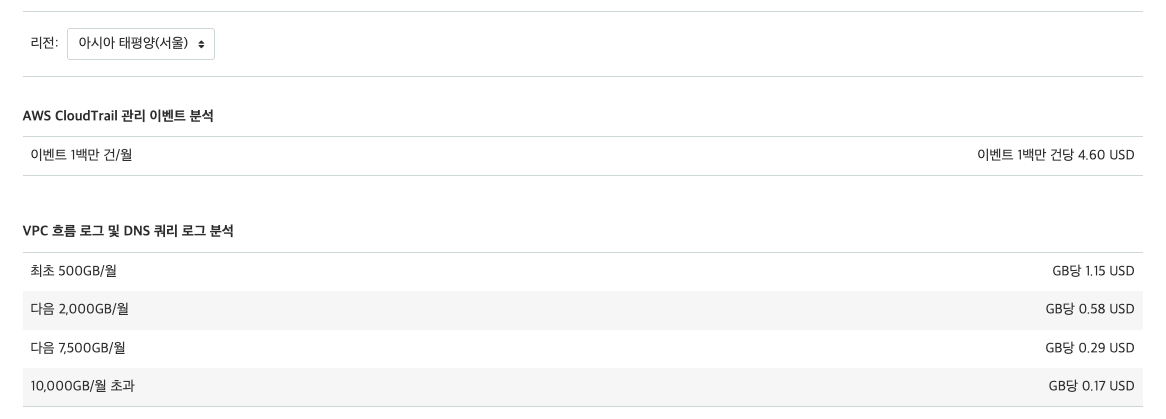 리전: 아시아 태평양(서울)
AWS CloudTrail 관리 이벤트 분석
이벤트 1백만 건/월 이벤트 1백만 건당 4.60 USD
VPC 흐름 로그 및 DNS 쿼리 로그 분석
최초 500GB/월 GB당 1.15 USD
다음 2,000GB/월 GB당 0.58 USD
다음 7,500GB/월 GB당 0.29 USD
10,000GB/월 초과 GB당 0.17 USD